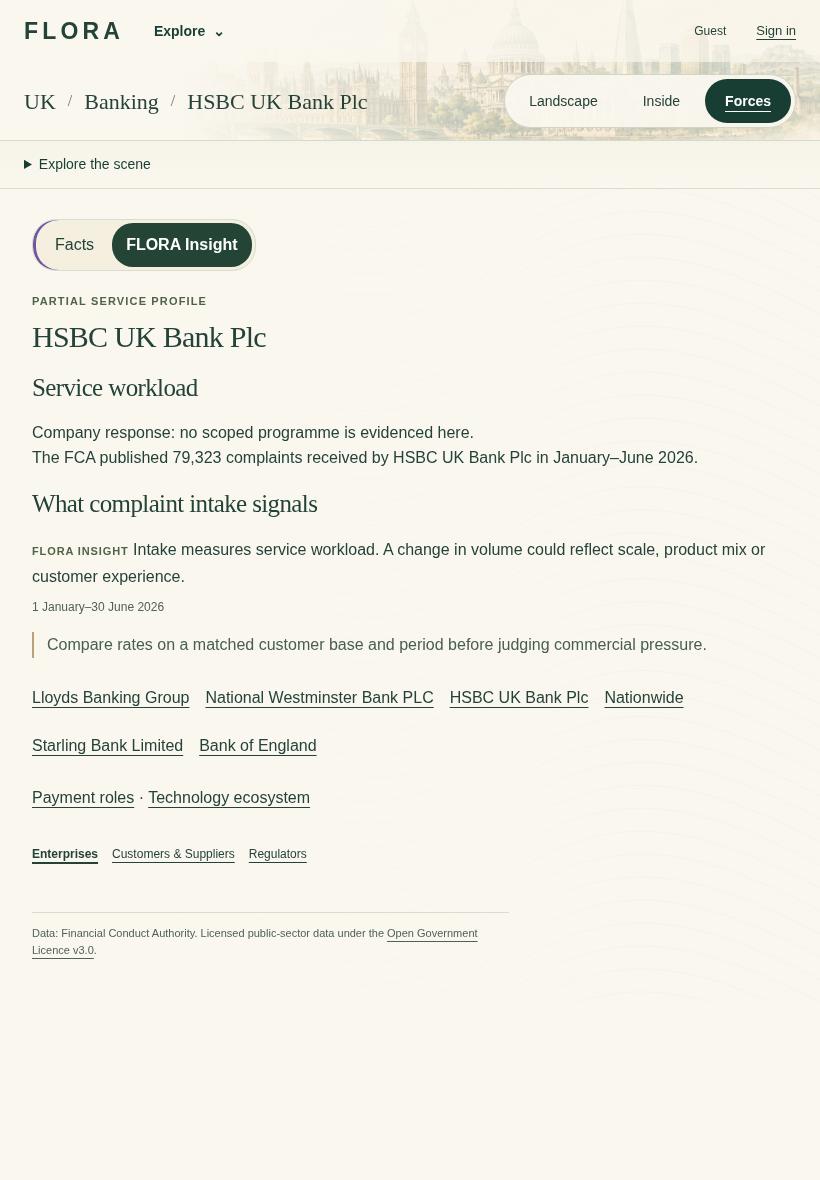 FLORA
Explore
Guest
Sign in
UK / Banking / HSBC UK Bank Plc
Landscape
Inside
Forces
Explore the scene
Facts
FLORA Insight
PARTIAL SERVICE PROFILE
HSBC UK Bank Plc
Service workload
Company response: no scoped programme is evidenced here.
The FCA published 79,323 complaints received by HSBC UK Bank Plc in January–June 2026.
What complaint intake signals
FLORA INSIGHT Intake measures service workload. A change in volume could reflect scale, product mix or
customer experience.
1 January–30 June 2026
Compare rates on a matched customer base and period before judging commercial pressure.
Lloyds Banking Group National Westminster Bank PLC HSBC UK Bank Plc Nationwide
Starling Bank Limited Bank of England
Payment roles · Technology ecosystem
Enterprises Customers & Suppliers Regulators
Data: Financial Conduct Authority. Licensed public-sector data under the Open Government
Licence v3.0.